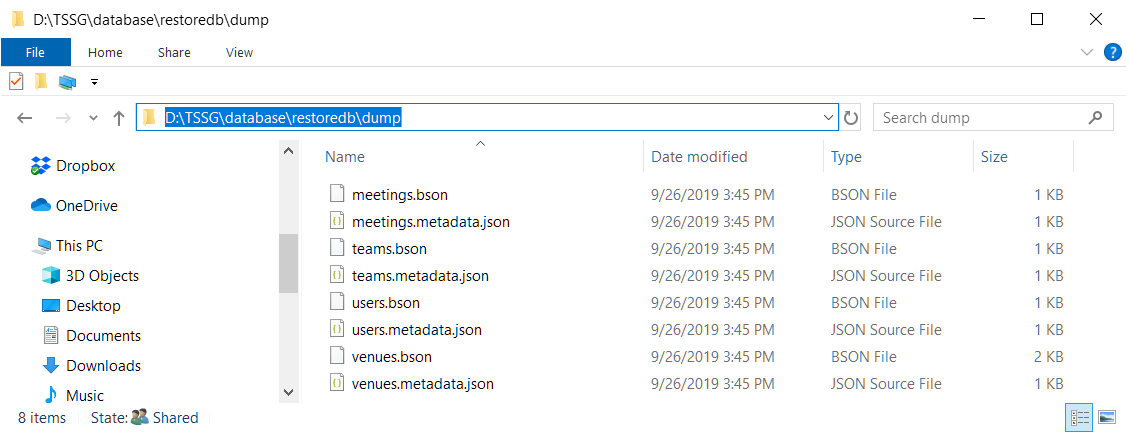 D:\TSSG\database\restoredb\dump
File Home Share View
D:\TSSG\database\restoredb\dump Search dump
Dropbox
OneDrive
This PC
3D Objects
Desktop
Documents
Downloads
Music
Name Date modified Type Size
meetings.bson 9/26/2019 3:45 PM BSON File 1 KB
meetings.metadata.json 9/26/2019 3:45 PM JSON Source File 1 KB
teams.bson 9/26/2019 3:45 PM BSON File 1 KB
teams.metadata.json 9/26/2019 3:45 PM JSON Source File 1 KB
users.bson 9/26/2019 3:45 PM BSON File 1 KB
users.metadata.json 9/26/2019 3:45 PM JSON Source File 1 KB
venues.bson 9/26/2019 3:45 PM BSON File 2 KB
venues.metadata.json 9/26/2019 3:45 PM JSON Source File 1 KB
8 items State: Shared